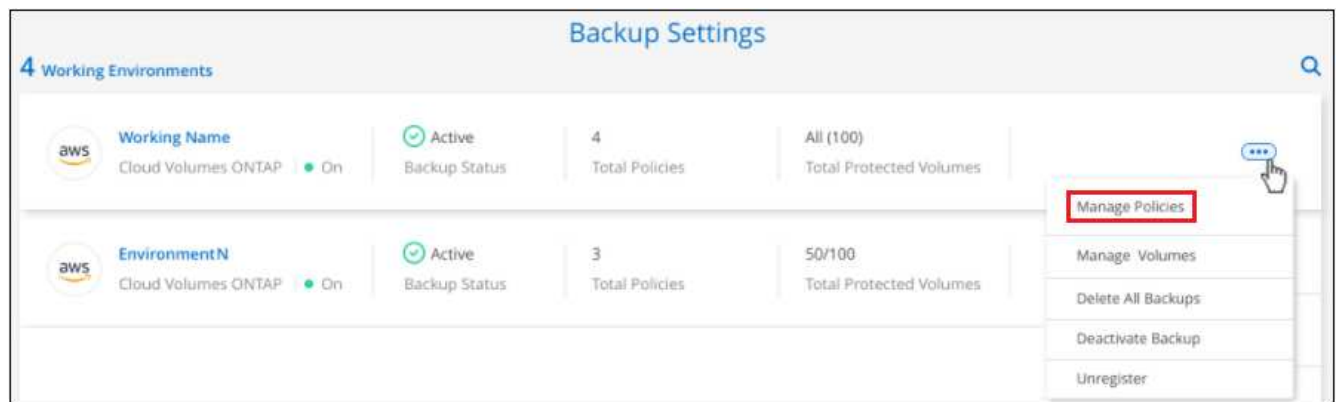 Backup Settings
4 Working Environments
aws
Working Name
Cloud Volumes ONTAP
On
Active
Backup Status
4
Total Policies
All (100)
Total Protected Volumes
Manage Policies
Manage Volumes
Delete All Backups
Deactivate Backup
Unregister
aws
EnvironmentN
Cloud Volumes ONTAP
On
Active
Backup Status
3
Total Policies
50/100
Total Protected Volumes